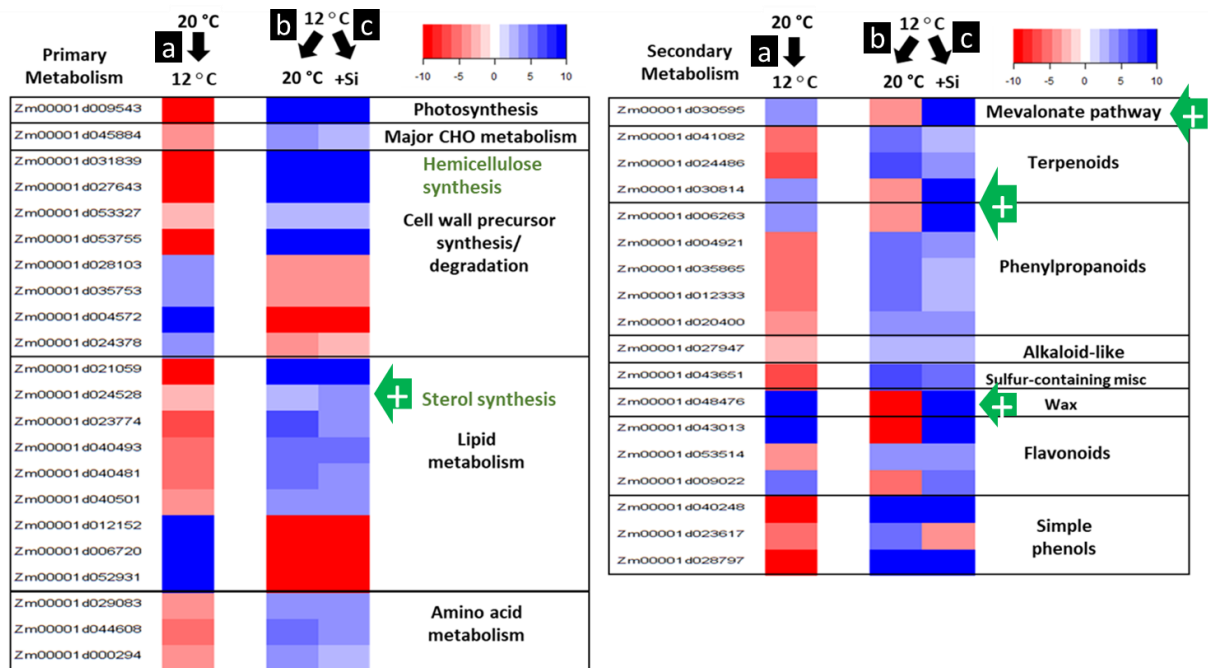 20 °C
b 12 °C c
a
Primary
Metabolism
12 °C
20 °C +Si
-10 -5 0 5 10
Zm00001d009543 Photosynthesis
Zm00001d045884 Major CHO metabolism
Zm00001d031839 Hemicellulose
Zm00001d027643 synthesis
Zm00001d053327 Cell wall precursor
Zm00001d053755 synthesis/
Zm00001d028103 degradation
Zm00001d035753
Zm00001d004572
Zm00001d024378
Zm00001d021059
Zm00001d024528 + Sterol synthesis
Zm00001d023774 Lipid
Zm00001d040493 metabolism
Zm00001d040481
Zm00001d040501
Zm00001d012152
Zm00001d006720
Zm00001d052931
Zm00001d029083 Amino acid
Zm00001d044608 metabolism
Zm00001d000294
20 °C
b 12 °C c
a
Secondary
Metabolism
12 °C
20 °C +Si
-10 -5 0 5 10
Zm00001d030595 Mevalonate pathway +
Zm00001d041082 Terpenoids
Zm00001d024486
Zm00001d030814 +
Zm00001d006263
Zm00001d004921 Phenylpropanoids
Zm00001d035865
Zm00001d012333
Zm00001d020400
Zm00001d027947 Alkaloid-like
Zm00001d043651 Sulfur-containing misc
Zm00001d048476 + Wax
Zm00001d043013 Flavonoids
Zm00001d053514
Zm00001d009022
Zm00001d040248 Simple
Zm00001d023617 phenols
Zm00001d028797